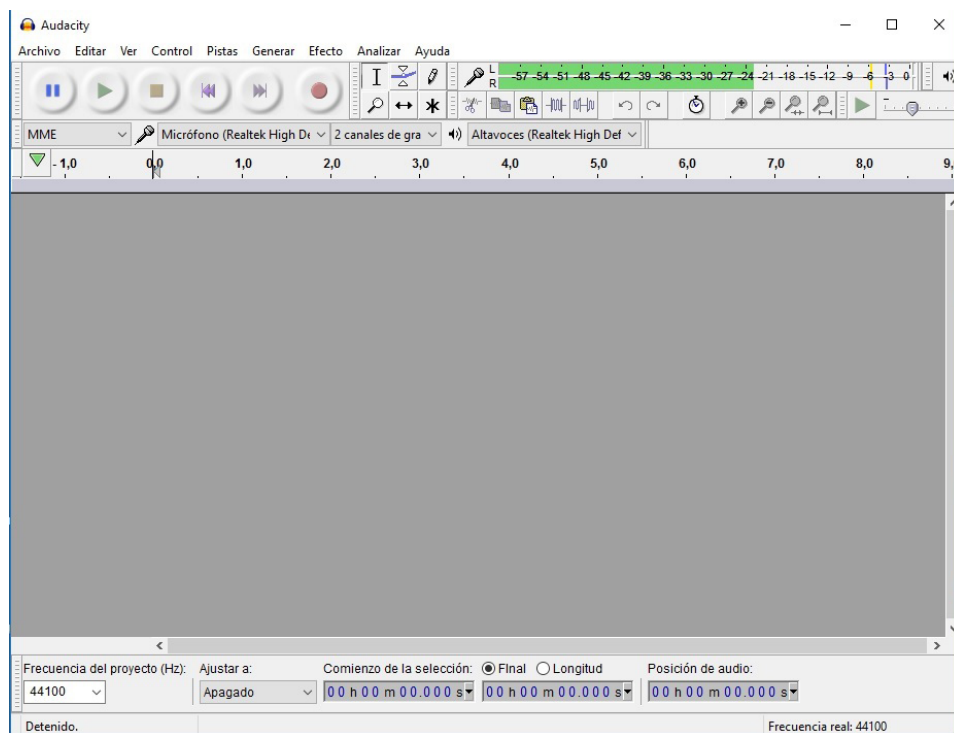 Audacity
Archivo Editar Ver Control Pistas Generar Efecto Analizar Ayuda
L -57 -54 -51 -48 -45 -42 -39 -36 -33 -30 -27 -24 -21 -18 -15 -12 -9 -6 -3 0
R
MME Micrófono (Realtek High De 2 canales de gra Altavoces (Realtek High Def
- 1,0 0,0 1,0 2,0 3,0 4,0 5,0 6,0 7,0 8,0 9,
Frecuencia del proyecto (Hz): Ajustar a: Comienzo de la selección: FInal Longitud Posición de audio:
44100 Apagado 00 h 00 m 00.000 s 00 h 00 m 00.000 s 00 h 00 m 00.000 s
Detenido. Frecuencia real: 44100